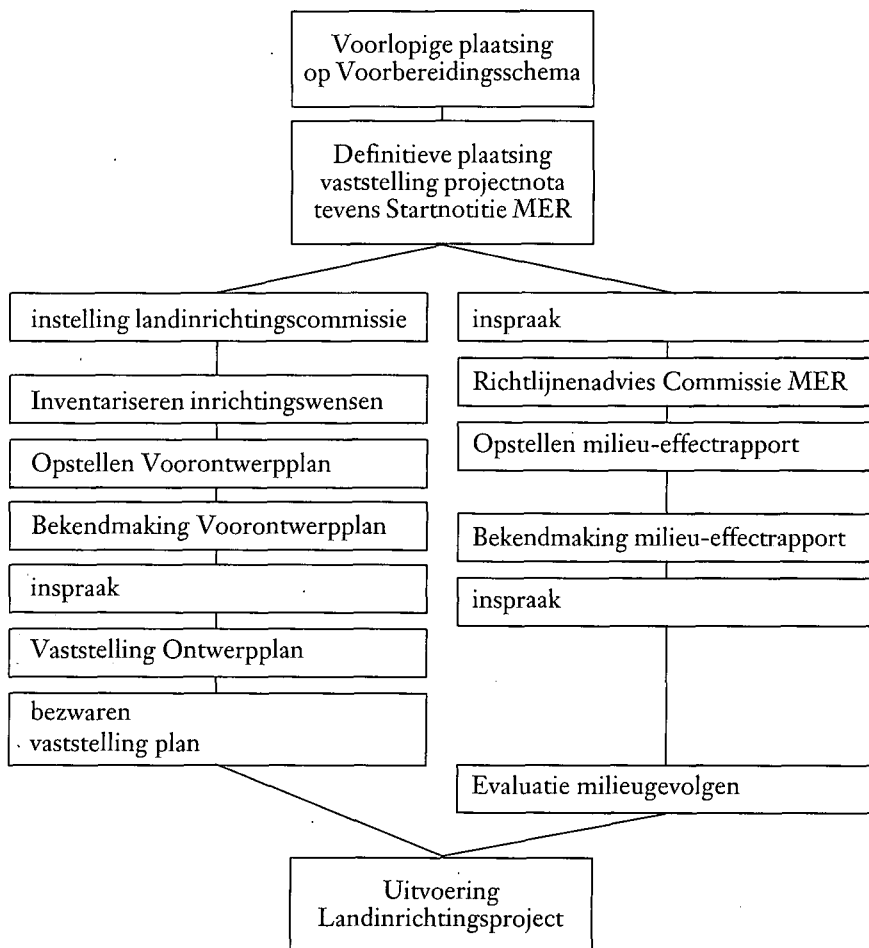 Voorlopige plaatsing
op Voorbereidingsschema
Definitieve plaatsing
vaststelling projectnota
tevens Startnotitie MER
instelling landinrichtingscommissie
Inventariseren inrichtingswensen
Opstellen Voorontwerpplan
Bekendmaking Voorontwerpplan
inspraak
Vaststelling Ontwerpplan
bezwaren
vaststelling plan
inspraak
Richtlijnenadvies Commissie MER
Opstellen milieu-effectrapport
Bekendmaking milieu-effectrapport
inspraak
Evaluatie milieugevolgen
Uitvoering
Landinrichtingsproject